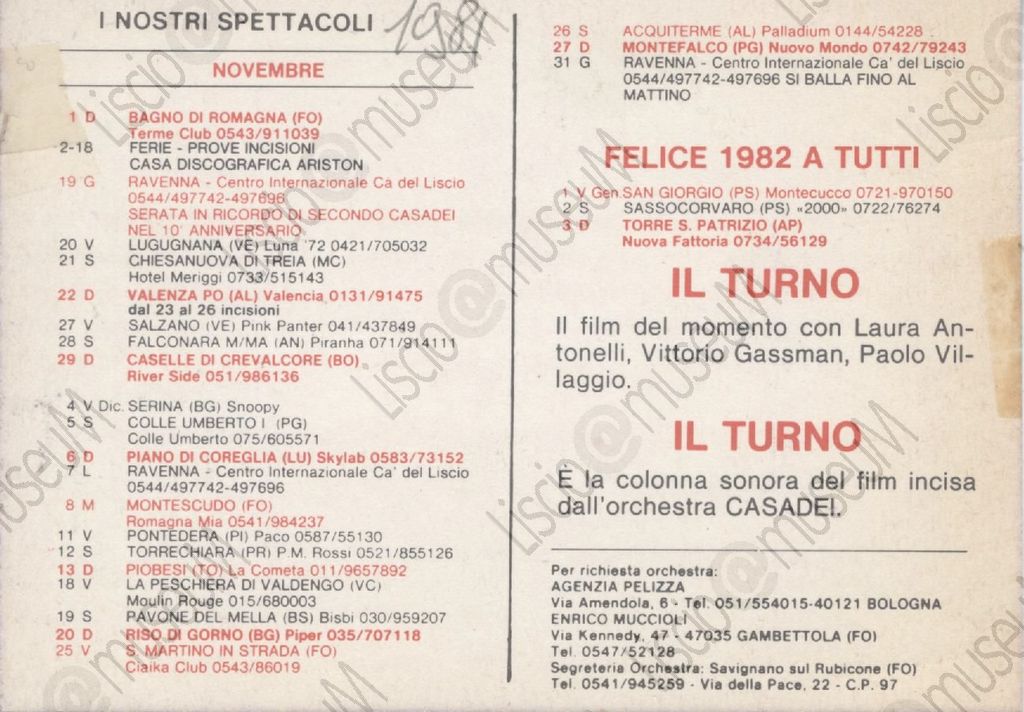 I NOSTRI SPETTACOLI 1981
NOVEMBRE
1 D BAGNO DI ROMAGNA (FO)
Terme Club 0543/911039
2-18 FERIE - PROVE INCISIONI
CASA DISCOGRAFICA ARISTON
19 G RAVENNA - Centro Internazionale Ca del Liscio
0544/497742-497696
SERATA IN RICORDO DI SECONDO CASADEI
NEL 10° ANNIVERSARIO
20 V LUGUGNANA (VE) Luna '72 0421/705032
21 S CHIESANUOVA DI TREIA (MC)
Hotel Meriggi 0733/515143
22 D VALENZA PO (AL) Valencia 0131/91475
dal 23 al 26 incisioni
27 V SALZANO (VE) Pink Panter 041/437849
28 S FALCONARA M/MA (AN) Piranha 071/914111
29 D CASELLE DI CREVALCORE (BO)
River Side 051/986136
4 V Dic. SERINA (BG) Snoopy
5 S COLLE UMBERTO I (PG)
Colle Umberto 075/605571
6 D PIANO DI COREGLIA (LU) Skylab 0583/73152
7 L RAVENNA - Centro Internazionale Ca' del Liscio
0544/497742-497696
8 M MONTESCUDO (FO)
Romagna Mia 0541/984237
11 V PONTEDERA (PI) Paco 0587/55130
12 S TORRECHIARA (PR) P.M. Rossi 0521/855126
13 D PIOBESI (TO) La Cometa 011/9657892
18 V LA PESCHIERA DI VALDENGO (VC)
Moulin Rouge 015/680003
19 S PAVONE DEL MELLA (BS) Bisbi 030/959207
20 D RISO DI GORNO (BG) Piper 035/707118
25 V S. MARTINO IN STRADA (FO)
Ciaika Club 0543/86019
26 S ACQUITERME (AL) Palladium 0144/54228
27 D MONTEFALCO (PG) Nuovo Mondo 0742/79243
31 G RAVENNA - Centro Internazionale Ca' del Liscio
0544/497742-497696 SI BALLA FINO AL
MATTINO
FELICE 1982 A TUTTI
1 V Gen. SAN GIORGIO (PS) Montecucco 0721-970150
2 S SASSOCORVARO (PS) «2000» 0722/76274
3 D TORRE S. PATRIZIO (AP)
Nuova Fattoria 0734/56129
IL TURNO
Il film del momento con Laura An-
tonelli, Vittorio Gassman, Paolo Vil-
laggio.
IL TURNO
È la colonna sonora del film incisa
dall'orchestra CASADEI.
Per richiesta orchestra:
AGENZIA PELIZZA
Via Amendola, 6 - Tel. 051/554015-40121 BOLOGNA
ENRICO MUCCIOLI
Via Kennedy, 47 - 47035 GAMBETTOLA (FO)
Tel. 0547/52128
Segreteria Orchestra: Savignano sul Rubicone (FO)
Tel. 0541/945259 - Via della Pace, 22 - C.P. 97
Liscio@museuM